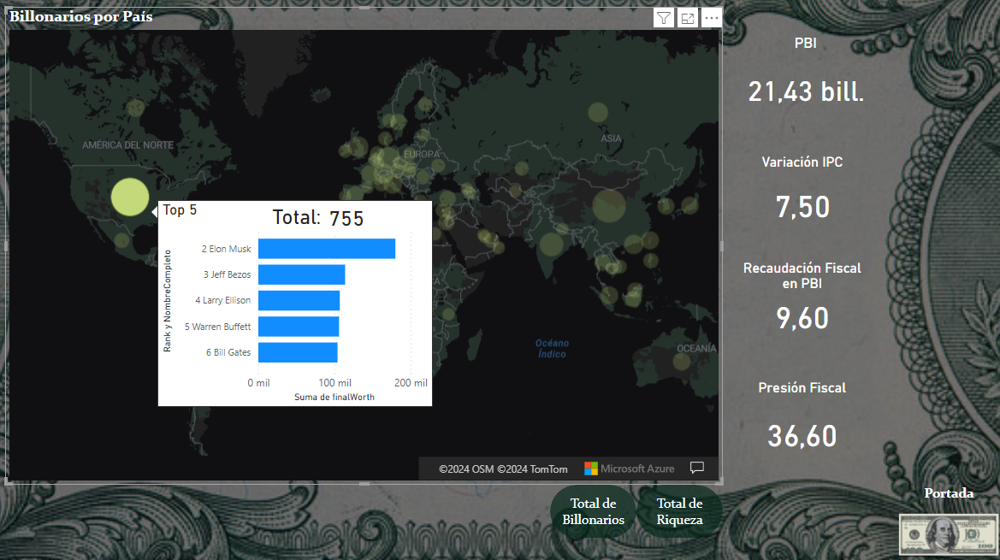 Billonarios por País
AMÉRICA DEL NORTE
EUROPA
ASIA
Océano
Índico
OCEANÍA
Top 5
Total: 755
Rank y NombreCompleto
2 Elon Musk
3 Jeff Bezos
4 Larry Ellison
5 Warren Buffett
6 Bill Gates
0 mil
100 mil
200 mil
Suma de finalWorth
©2024 OSM ©2024 TomTom
Microsoft Azure
PBI
21,43 bill.
Variación IPC
7,50
Recaudación Fiscal
en PBI
9,60
Presión Fiscal
36,60
Total de
Billonarios
Total de
Riqueza
Portada
100